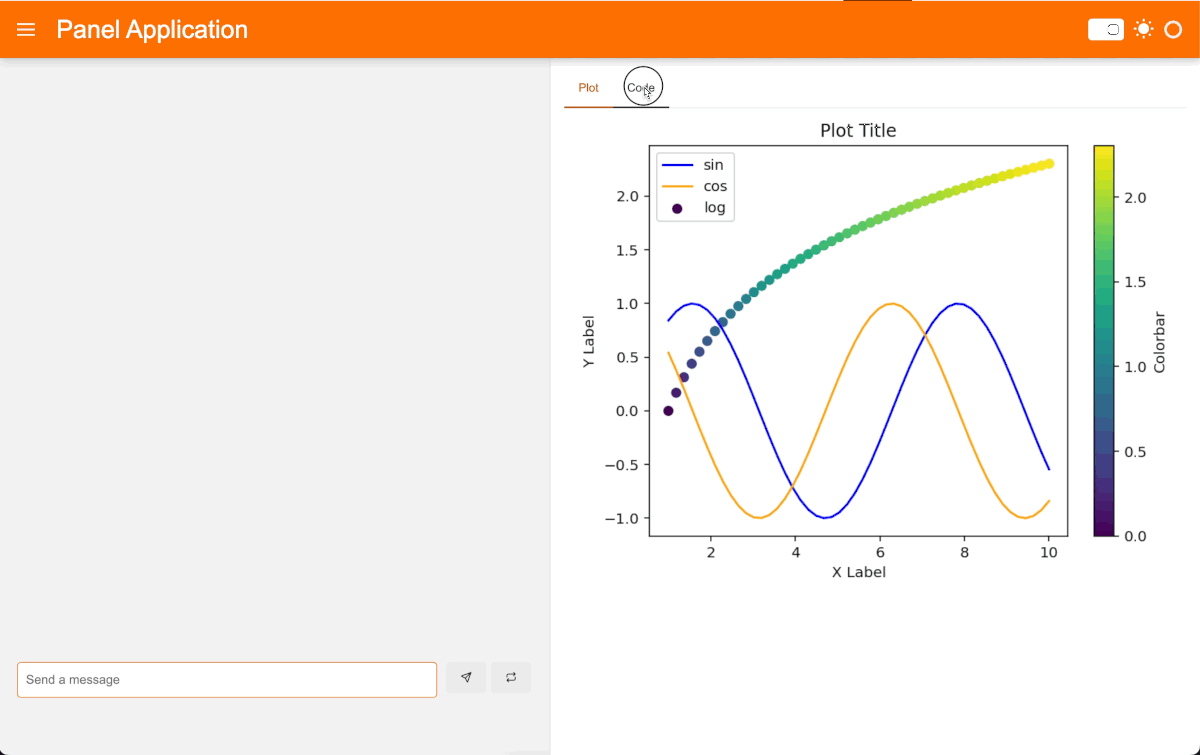 Panel Application
Plot
Code
Plot Title
sin
cos
log
2.0
1.5
1.0
0.5
0.0
−0.5
−1.0
Y Label
2 4 6 8 10
X Label
2.0
1.5
1.0
0.5
0.0
Colorbar
Send a message